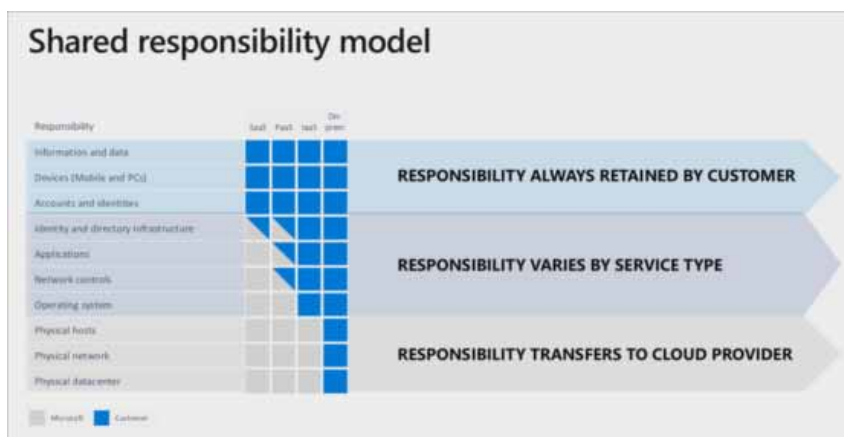 Shared responsibility model
Responsibility SaaS PaaS IaaS On-prem
Information and data
Devices (Mobile and PCs)
Accounts and identities
Identity and directory infrastructure
Applications
Network controls
Operating system
Physical hosts
Physical network
Physical datacenter
RESPONSIBILITY ALWAYS RETAINED BY CUSTOMER
RESPONSIBILITY VARIES BY SERVICE TYPE
RESPONSIBILITY TRANSFERS TO CLOUD PROVIDER
Microsoft Customer